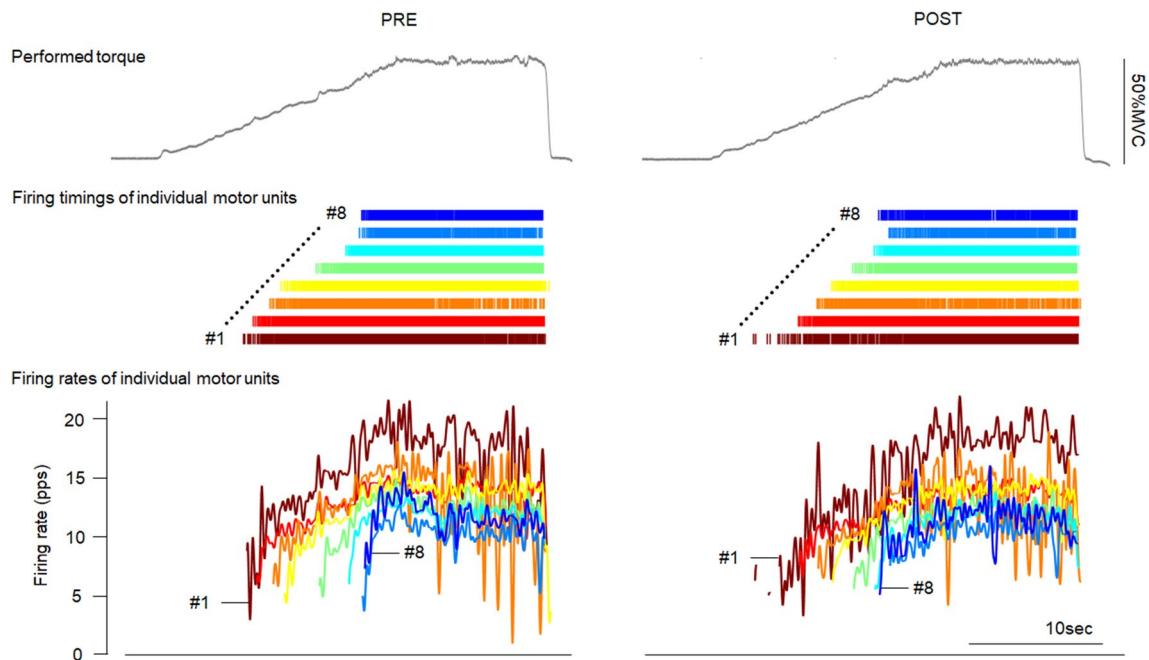 PRE
POST
Performed torque
50%MVC
Firing timings of individual motor units
#8
#8
#1
#1
Firing rates of individual motor units
20
15
10
5
0
Firing rate (pps)
#8
#1
#1
#8
10sec